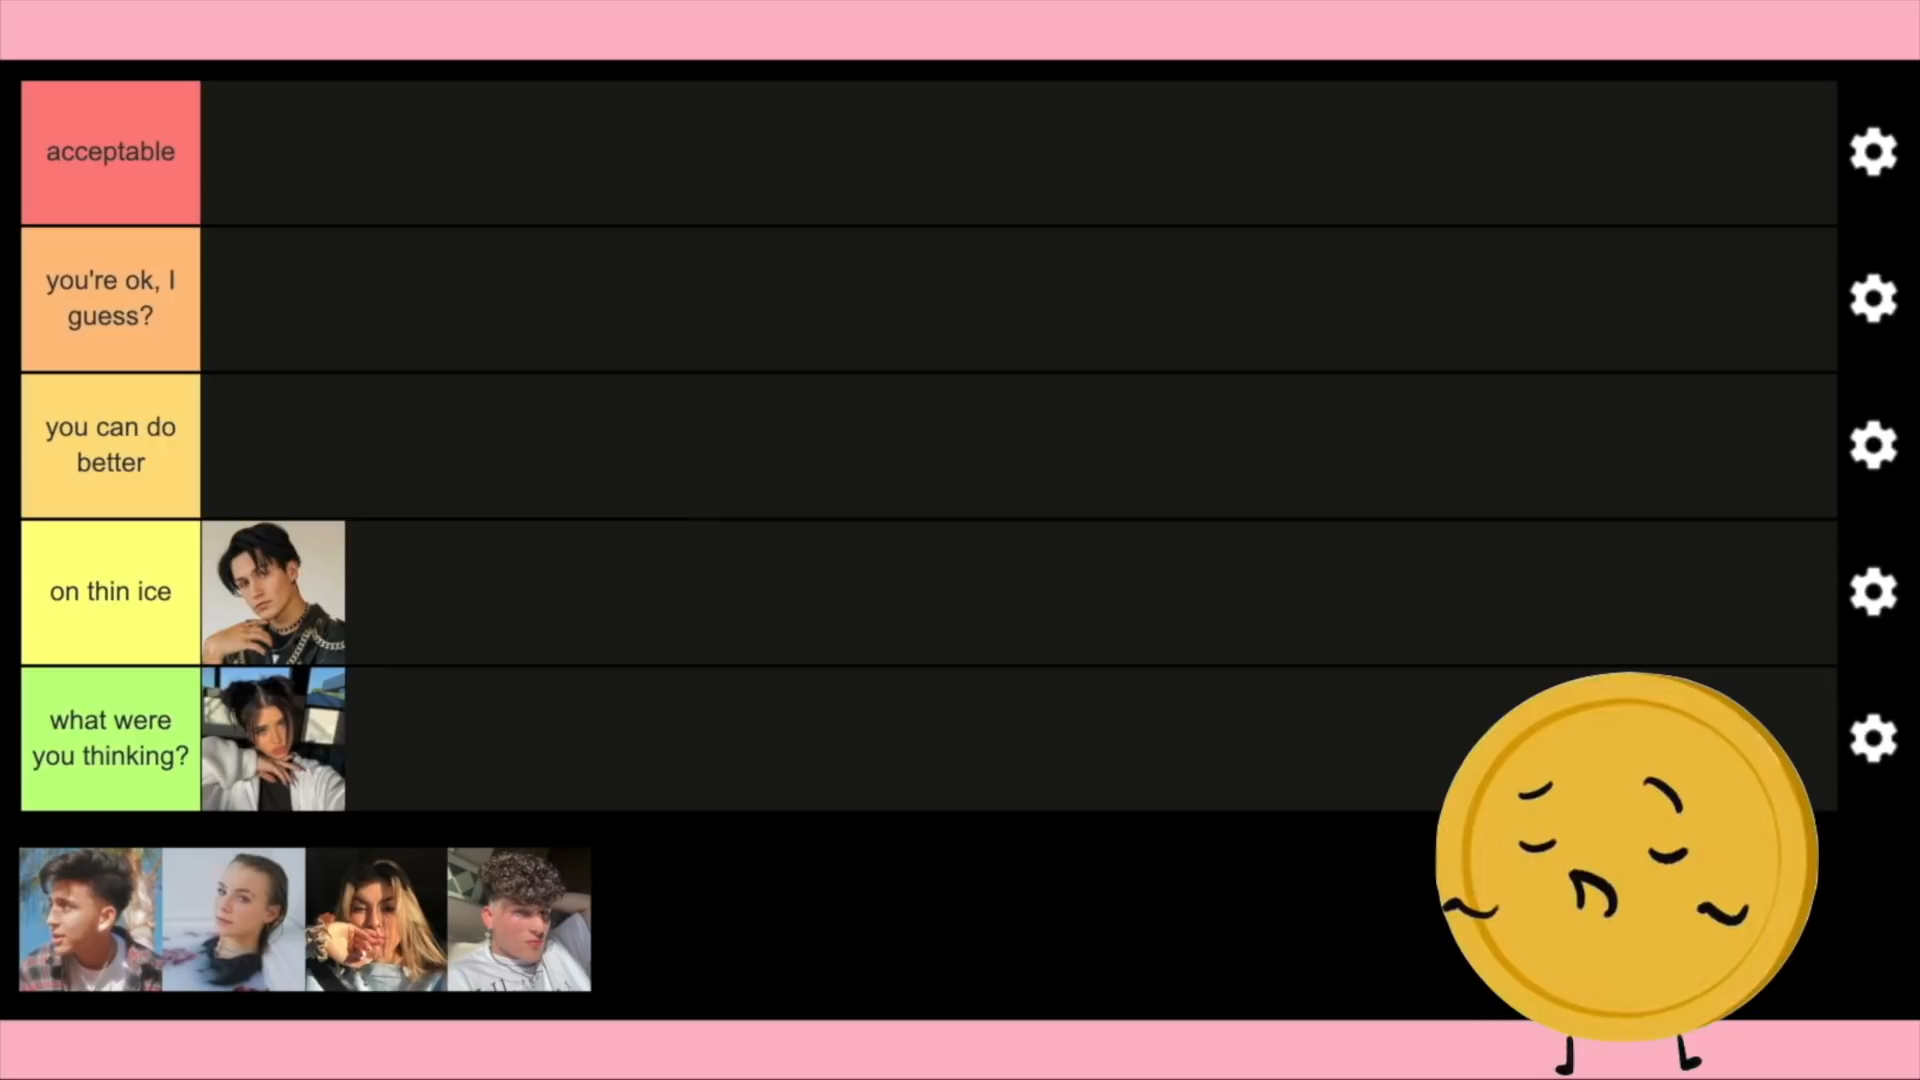 acceptable
you're ok, I
guess?
you can do
better
on thin ice
what were
you thinking?